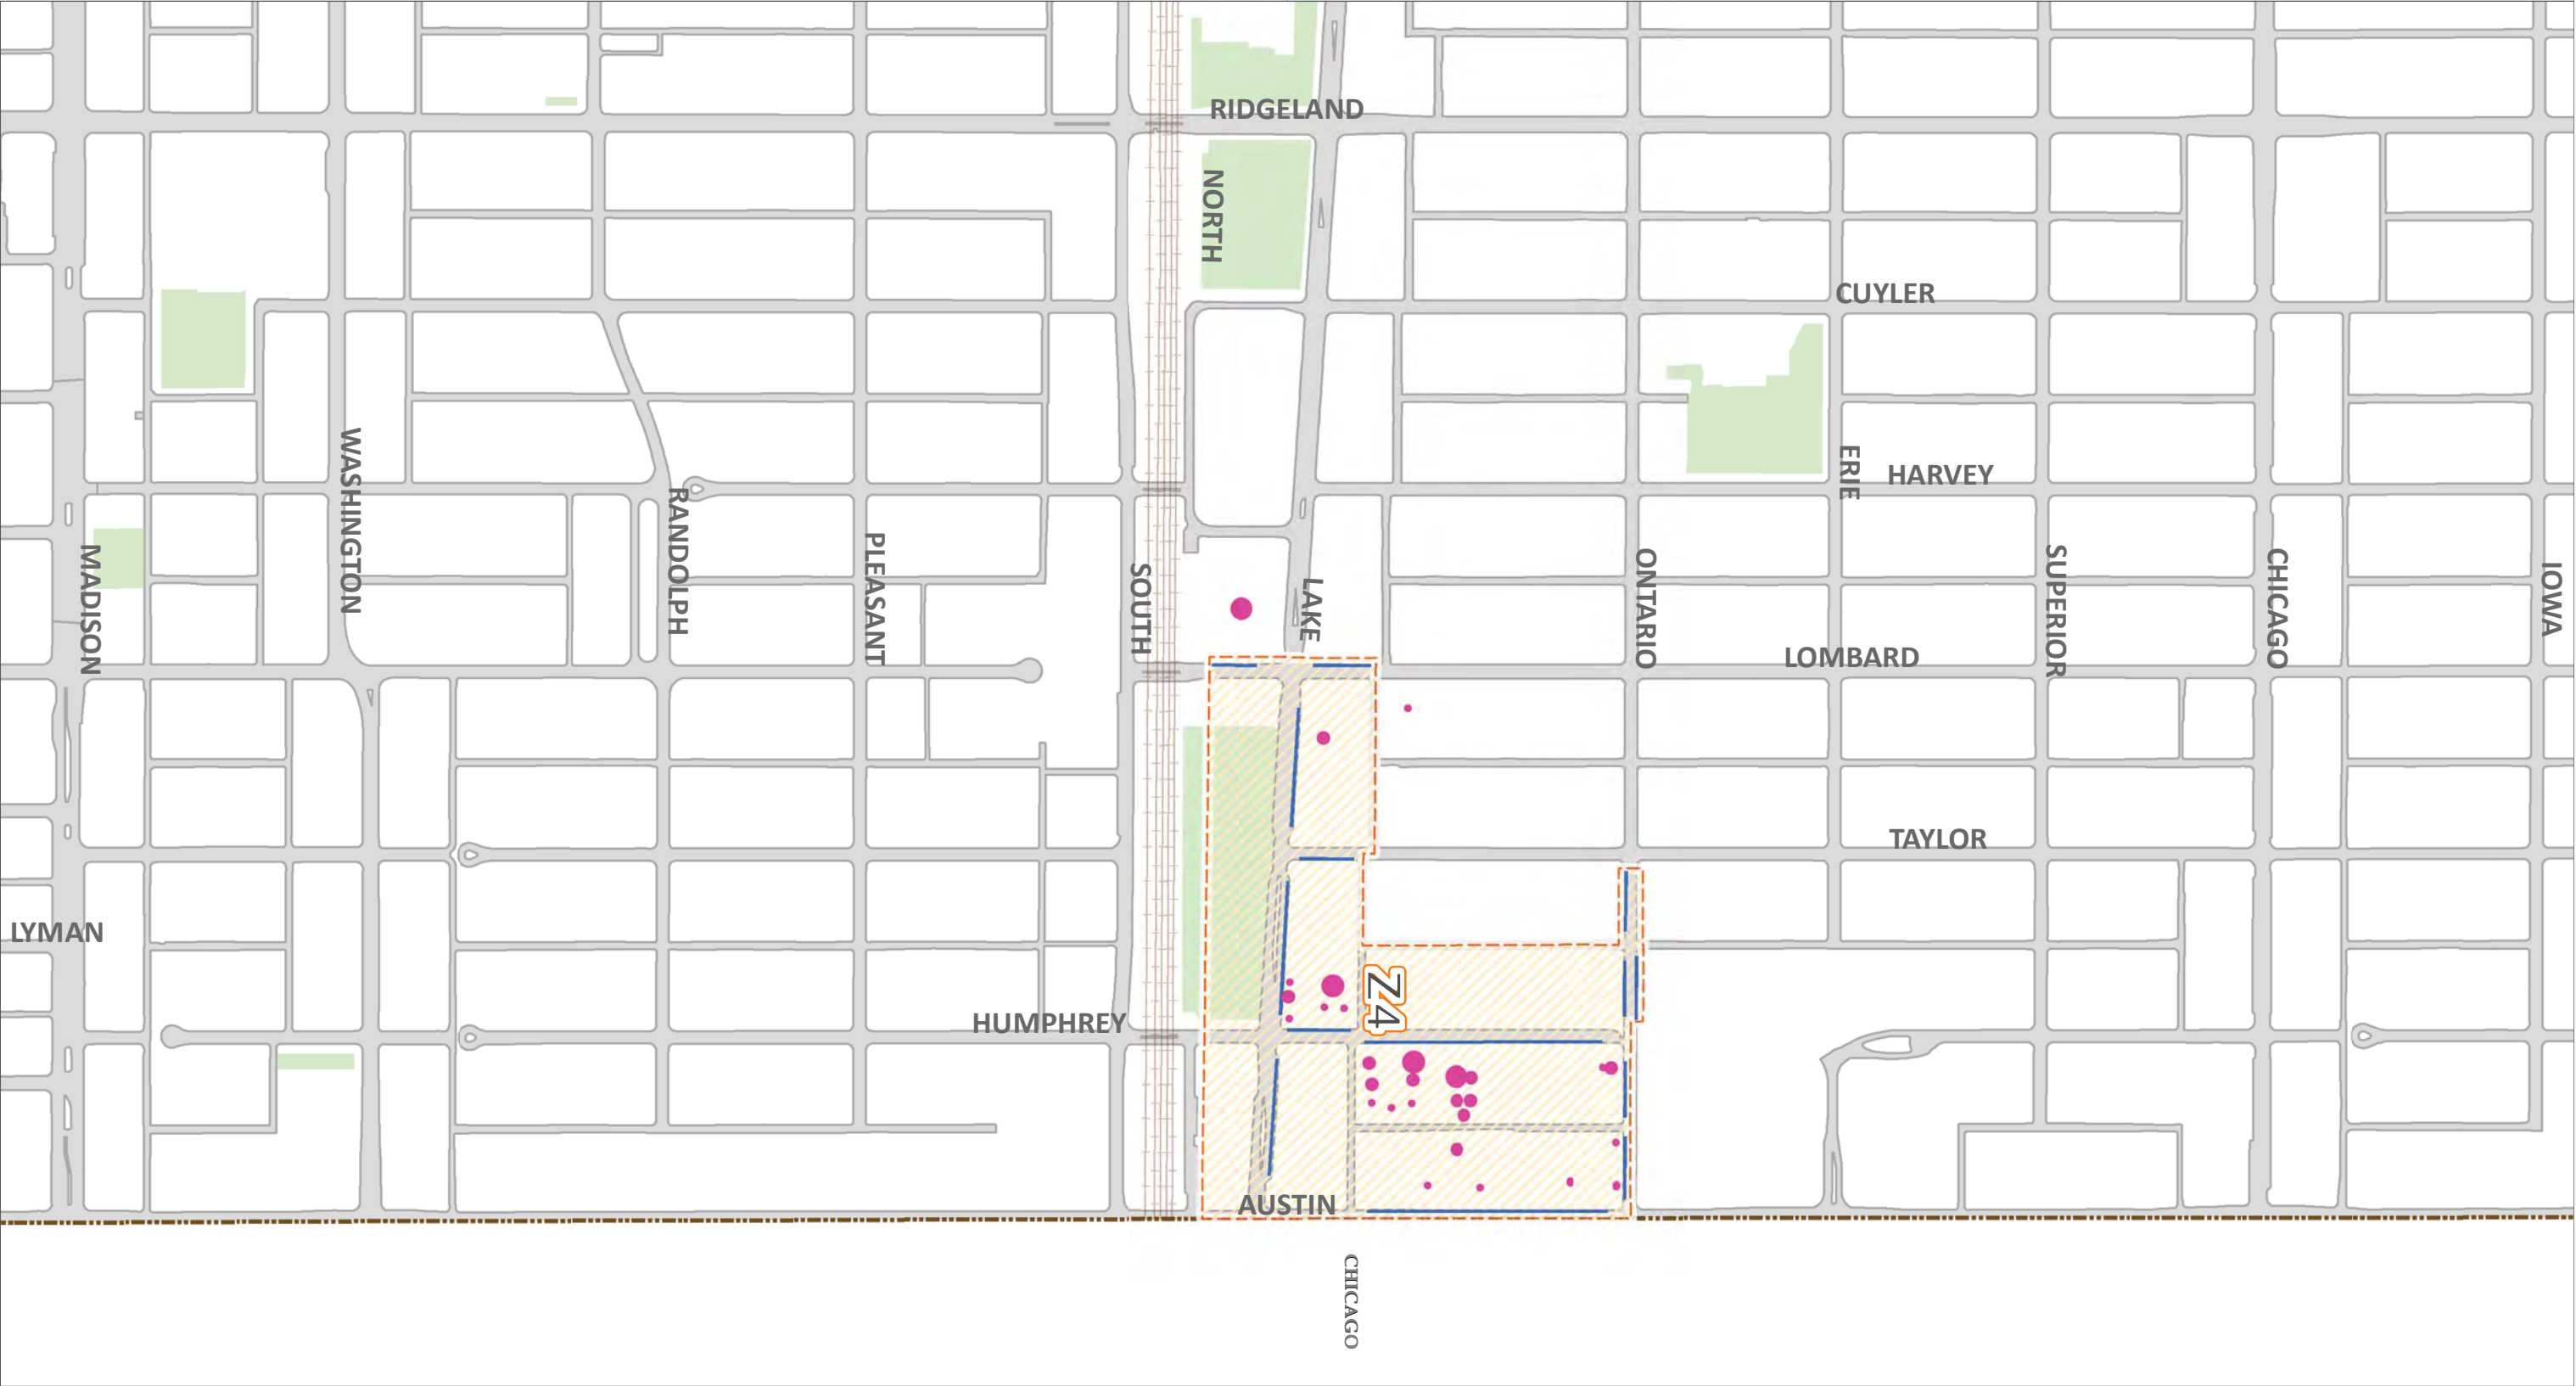 RIDGELAND
NORTH
CUYLER
WASHINGTON
ERIE
HARVEY
RANDOLPH
MADISON
PLEASANT
SOUTH
LAKE
ONTARIO
SUPERIOR
CHICAGO
IOWA
LOMBARD
TAYLOR
LYMAN
Z4
HUMPHREY
AUSTIN
CHICAGO